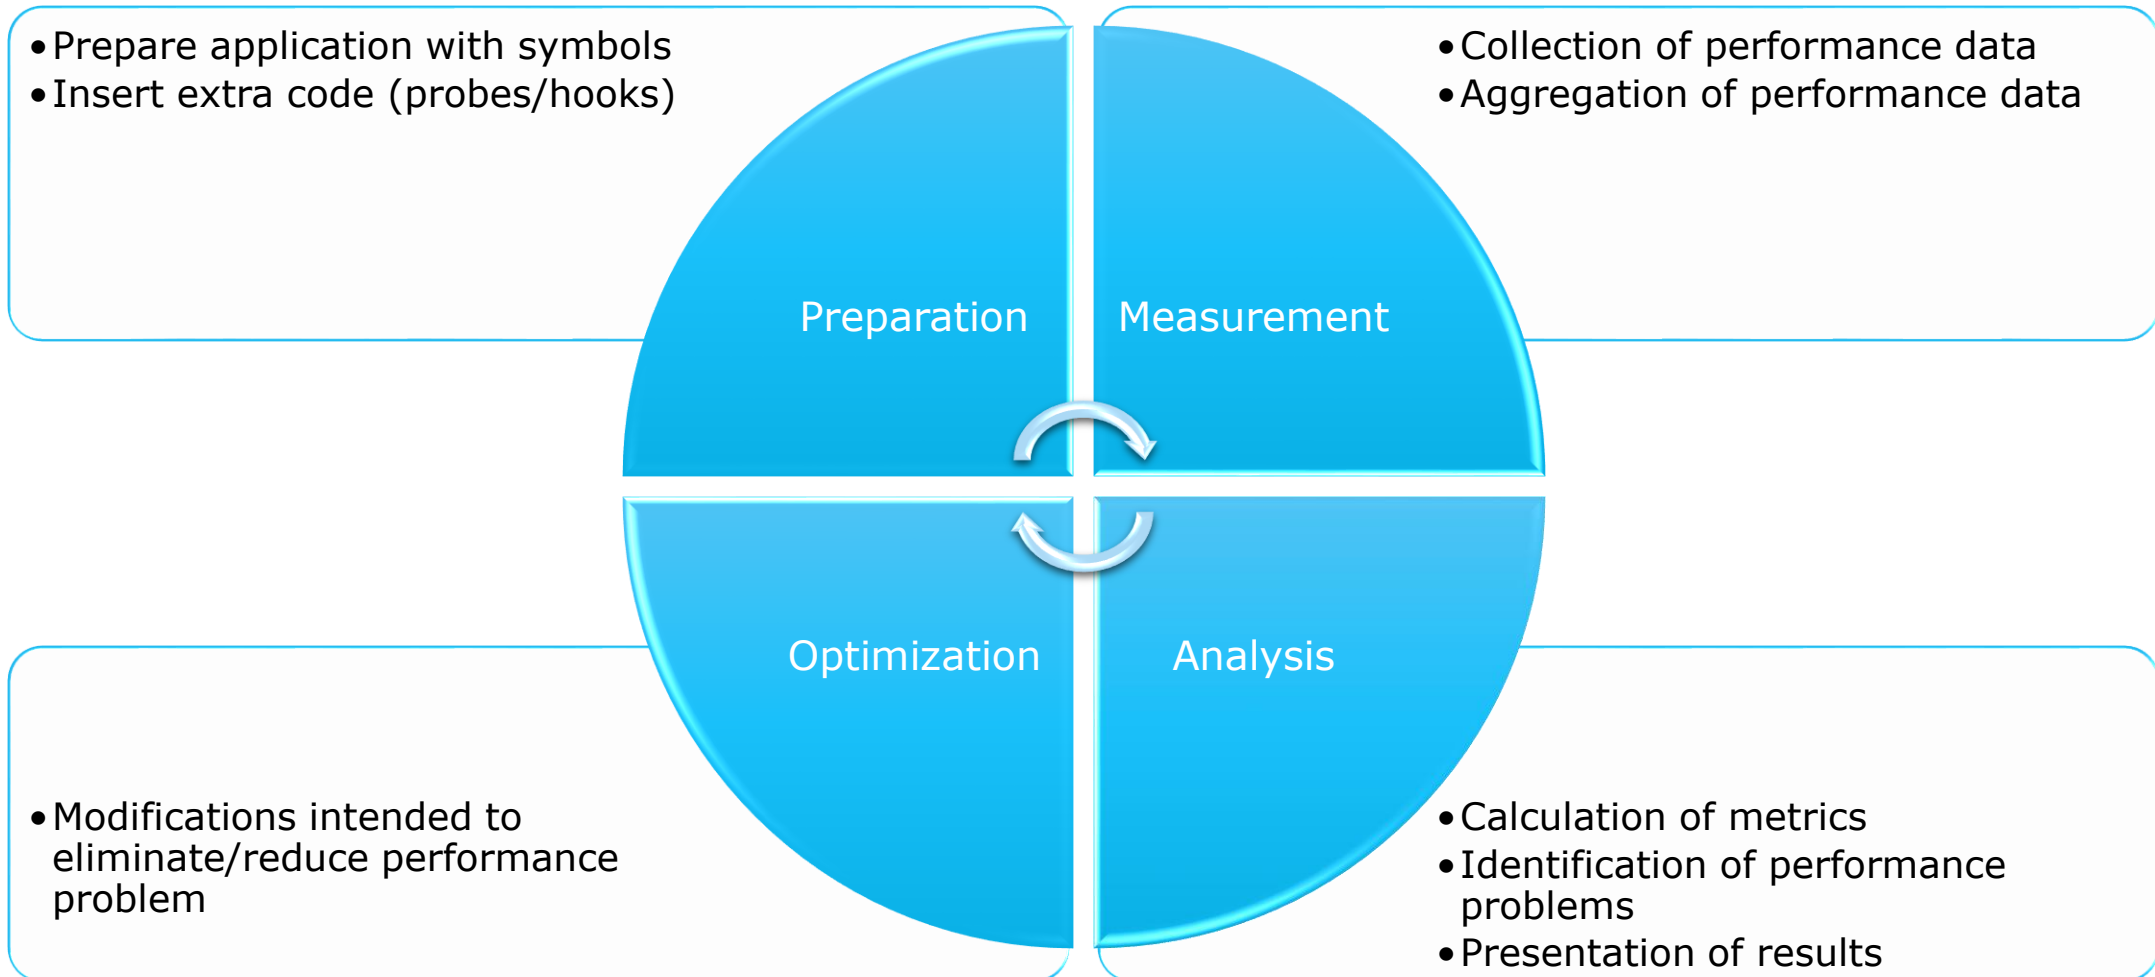 •Prepare application with symbols
•Insert extra code (probes/hooks)
•Collection of performance data
•Aggregation of performance data
Preparation
Measurement
Optimization
Analysis
•Modifications intended to
eliminate/reduce performance
problem
•Calculation of metrics
•Identification of performance
problems
•Presentation of results